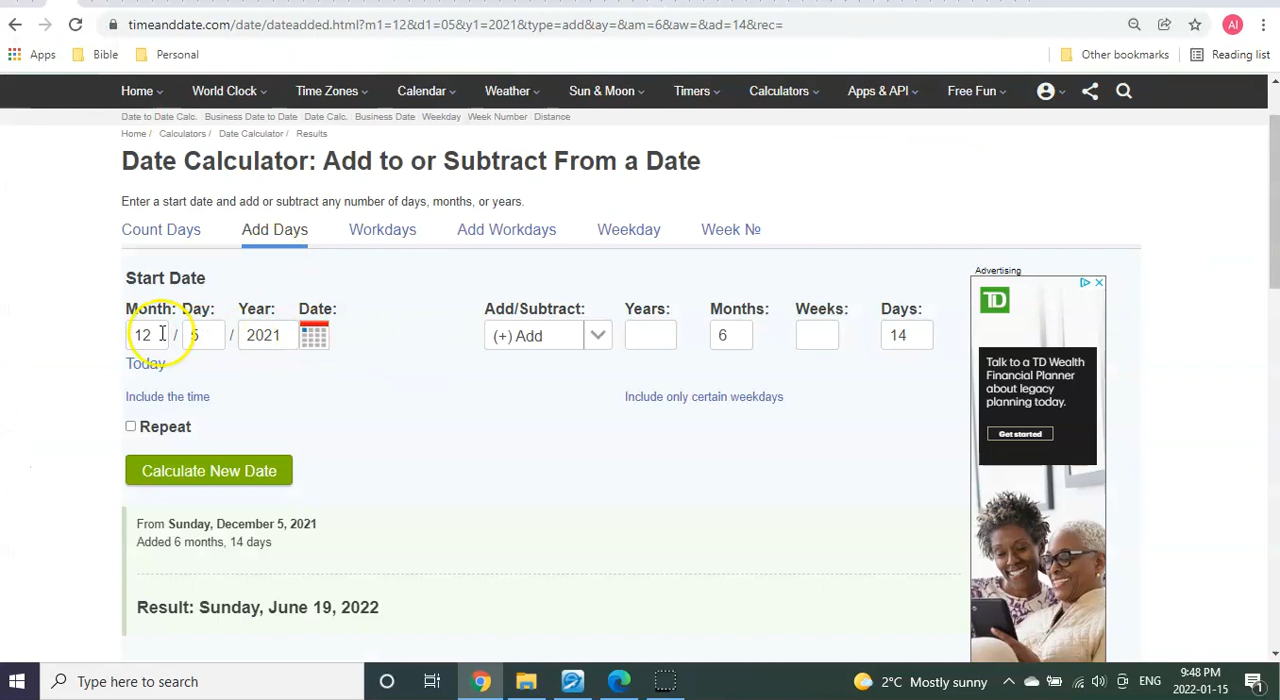 timeanddate.com/date/dateadded.html?m1=12&d1=05&y1=2021&type=add&ay=&am=6&aw=&ad=14&rec=
AI
Apps Bible Personal Other bookmarks Reading list
Home World Clock Time Zones Calendar Weather Sun & Moon Timers Calculators Apps & API Free Fun
Date to Date Calc. Business Date to Date Date Calc. Business Date Weekday Week Number Distance
Home / Calculators / Date Calculator / Results
Date Calculator: Add to or Subtract From a Date
Enter a start date and add or subtract any number of days, months, or years.
Count Days Add Days Workdays Add Workdays Weekday Week №
Start Date
Month: Day: Year: Date: Add/Subtract: Years: Months: Weeks: Days:
12 / 5 / 2021 (+) Add 6 14
Today
Include the time Include only certain weekdays
Repeat
Calculate New Date
From Sunday, December 5, 2021
Added 6 months, 14 days
Result: Sunday, June 19, 2022
Advertising
TD
Talk to a TD Wealth
Financial Planner
about legacy
planning today.
Get started
Type here to search
2°C Mostly sunny
ENG
9:48 PM
2022-01-15
1